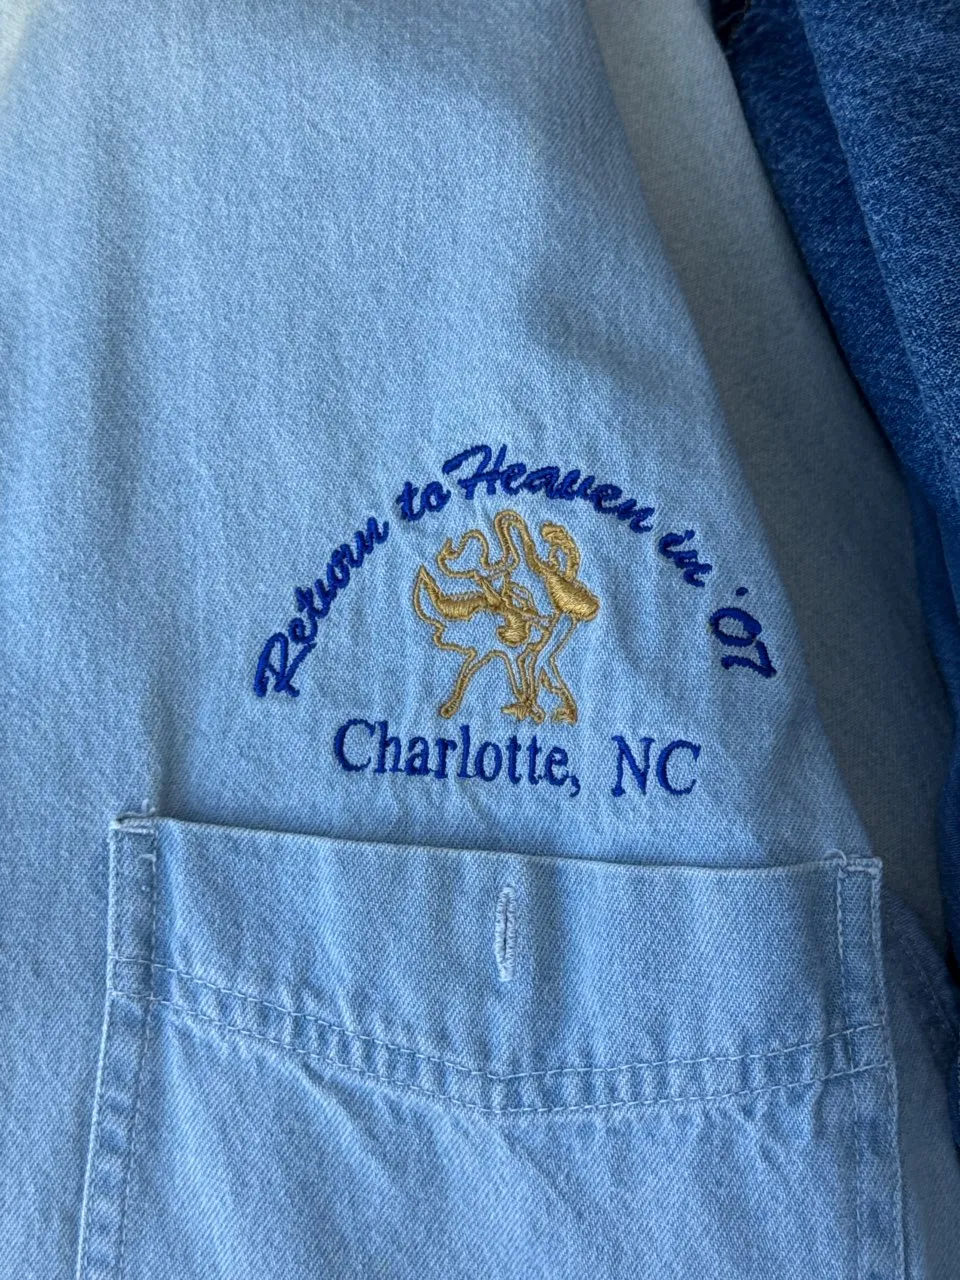 Return to Heaven in '07
Charlotte, NC